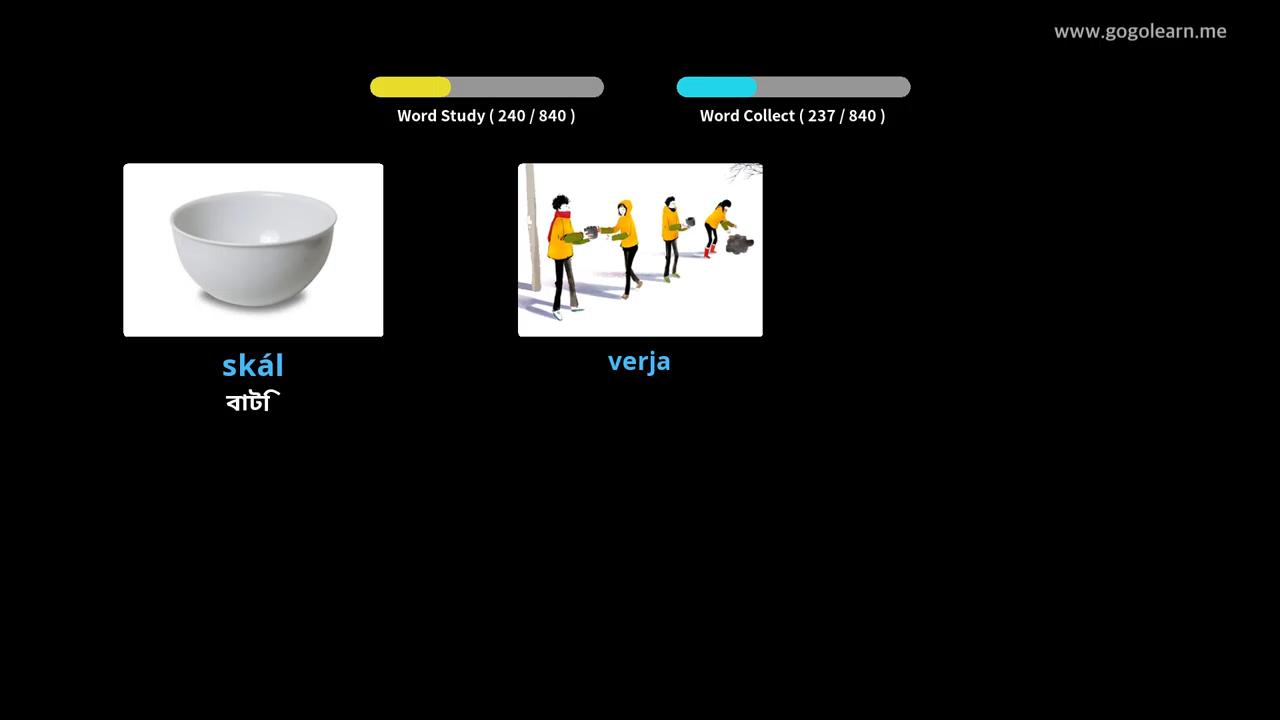 www.gogolearn.me
Word Study ( 240 / 840 )
Word Collect ( 237 / 840 )
skál
verja
বাটি